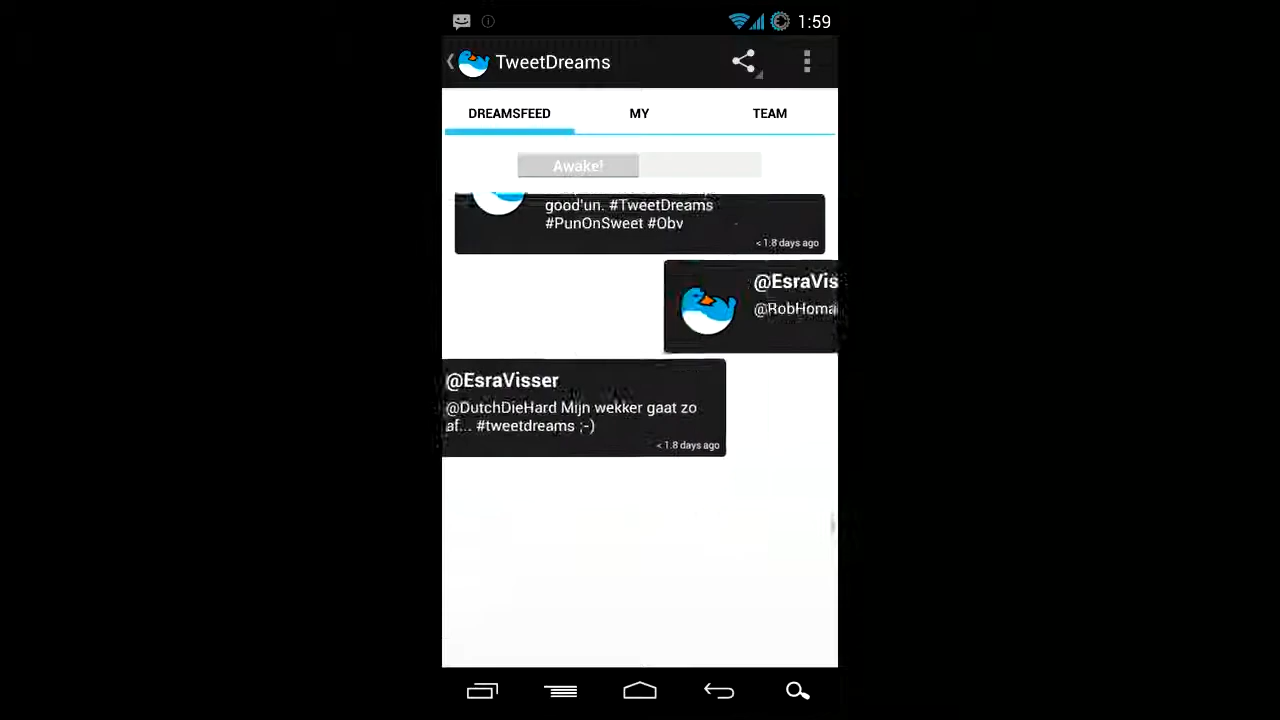 1:59
TweetDreams
DREAMSFEED
MY
TEAM
Awake!
good'un. #TweetDreams
#PunOnSweet #Obv
< 1.8 days ago
@EsraVis
@RobHoma
@EsraVisser
@DutchDieHard Mijn wekker gaat zo
af... #tweetdreams ;-)
< 1.8 days ago